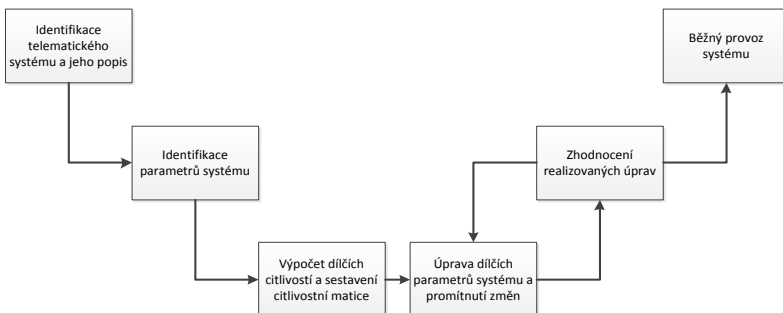 Identifikace
telematického
systému a jeho popis
Běžný provoz
systému
Identifikace
parametrů systému
Zhodnocení
realizovaných úprav
Výpočet dílčích
citlivostí a sestavení
citlivostní matice
Úprava dílčích
parametrů systému a
promítnutí změn